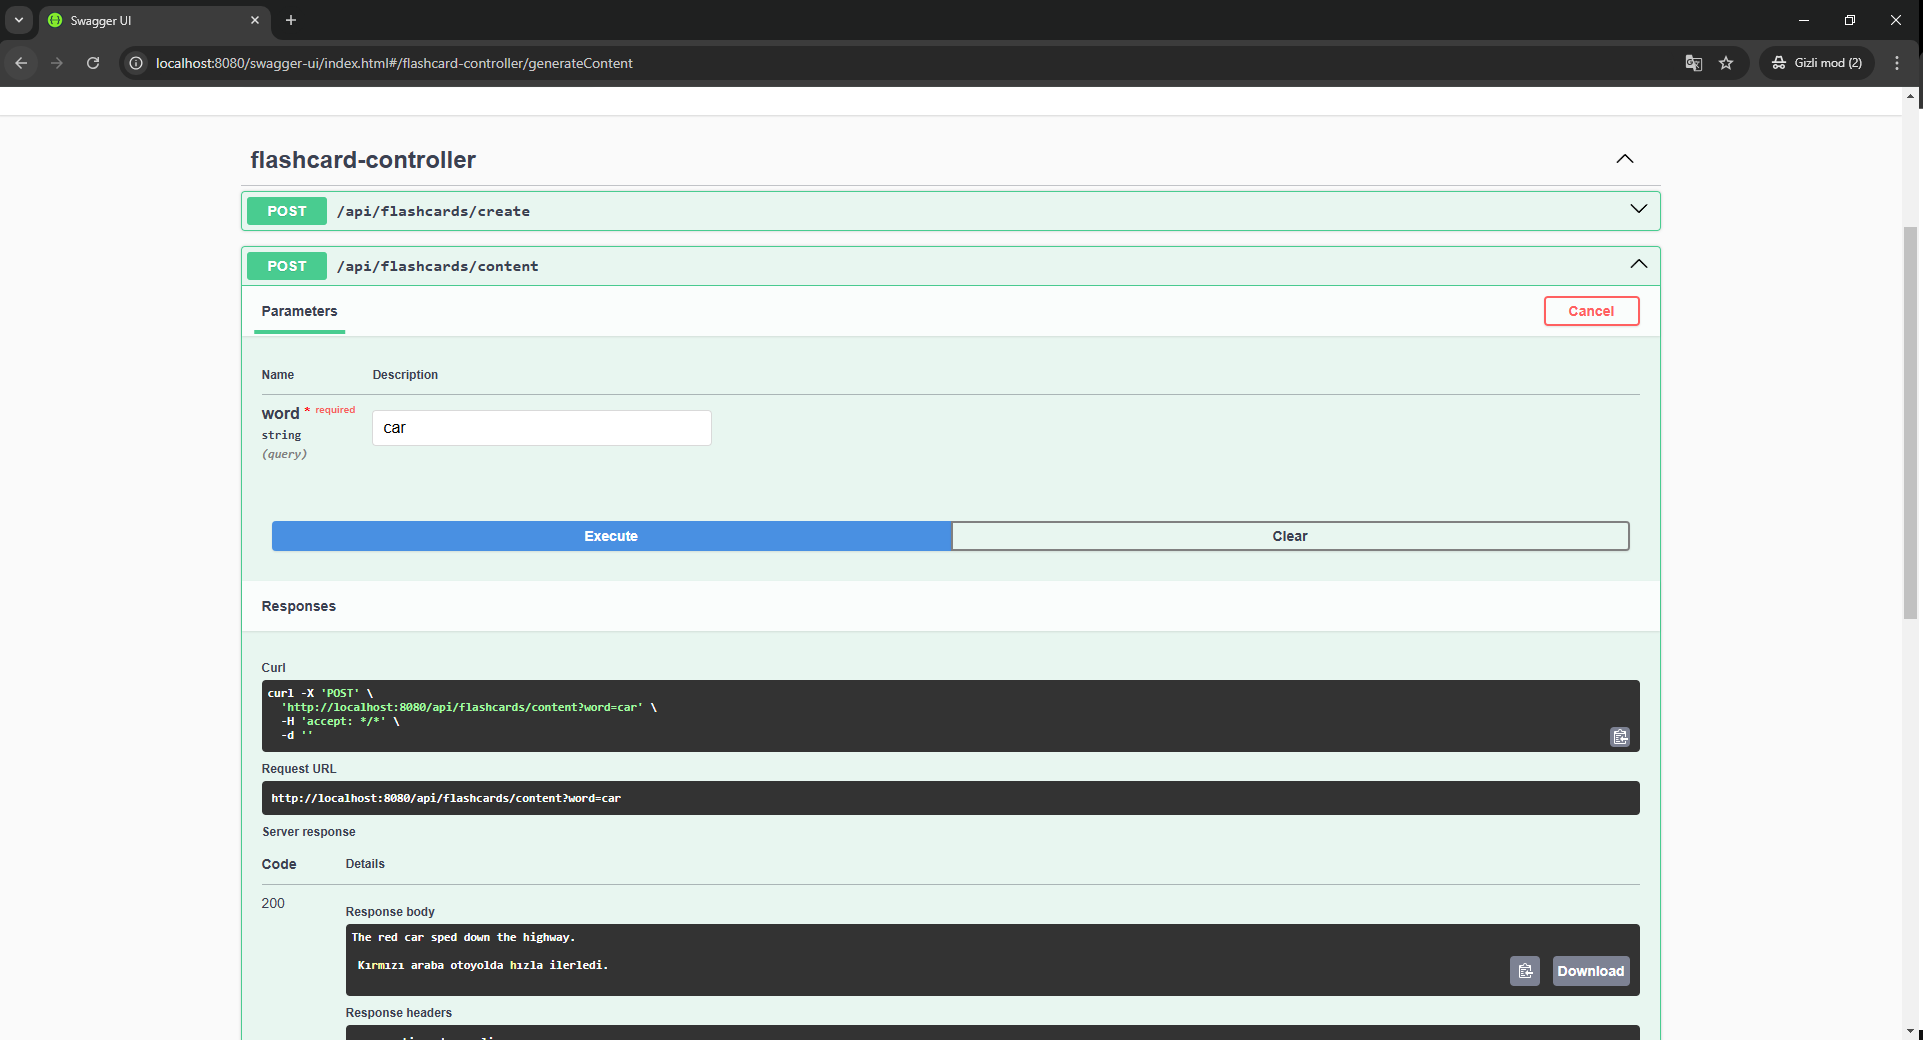 Swagger UI
localhost:8080/swagger-ui/index.html#/flashcard-controller/generateContent
Gizli mod (2)
flashcard-controller
POST /api/flashcards/create
POST /api/flashcards/content
Parameters
Cancel
Name Description
word * required
string
(query)
car
Execute Clear
Responses
Curl
curl -X 'POST' \
'http://localhost:8080/api/flashcards/content?word=car' \
-H 'accept: */*' \
-d ''
Request URL
http://localhost:8080/api/flashcards/content?word=car
Server response
Code Details
200
Response body
The red car sped down the highway.
Kırmızı araba otoyolda hızla ilerledi.
Download
Response headers